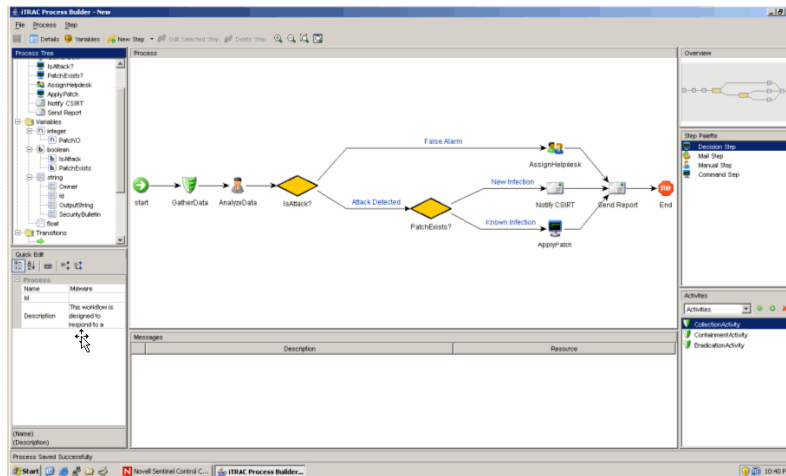 iTRAC Process Builder - New
File Process Step
Details Variables New Step Edit Selected Step Delete Step
Process Tree
IsAttack?
PatchExists?
AssignHelpdesk
ApplyPatch
Notify CSIRT
Send Report
Variables
integer
PatchID
boolean
IsAttack
PatchExists
string
Owner
Id
OutputString
SecurityBulletin
float
Transitions
Quick Edit
Process
Name Malware
Id
Description This workflow is
designed to
respond to a
(Name)
(Description)
Process
False Alarm
AssignHelpdesk
start
GatherData
AnalyzeData
IsAttack?
Attack Detected
PatchExists?
New Infection
Notify CSIRT
Known Infection
ApplyPatch
Send Report
STOP
End
Messages
Description Resource
Overview
Step Palette
Decision Step
Mail Step
Manual Step
Command Step
Activities
Activities
CollectionActivity
ContainmentActivity
EradicationActivity
Process Saved Successfully
Start
Novell Sentinel Control C...
iTRAC Process Builder...
10:40 P